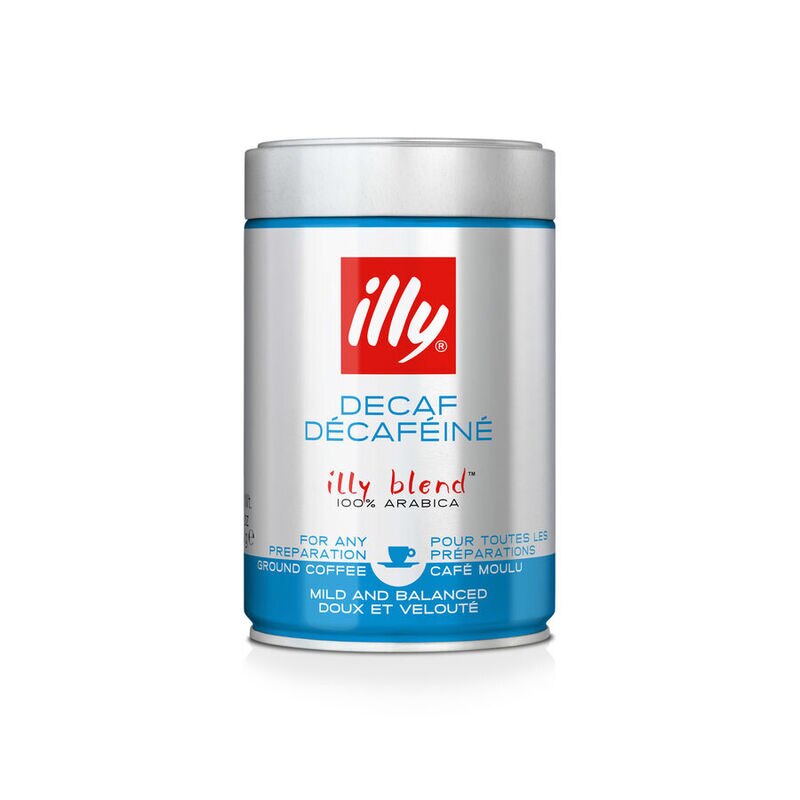 illy®
DECAF
DÉCAFÉINÉ
illy blend™
100% ARABICA
FOR ANY
PREPARATION
GROUND COFFEE
POUR TOUTES LES
PRÉPARATIONS
CAFÉ MOULU
MILD AND BALANCED
DOUX ET VELOUTÉ